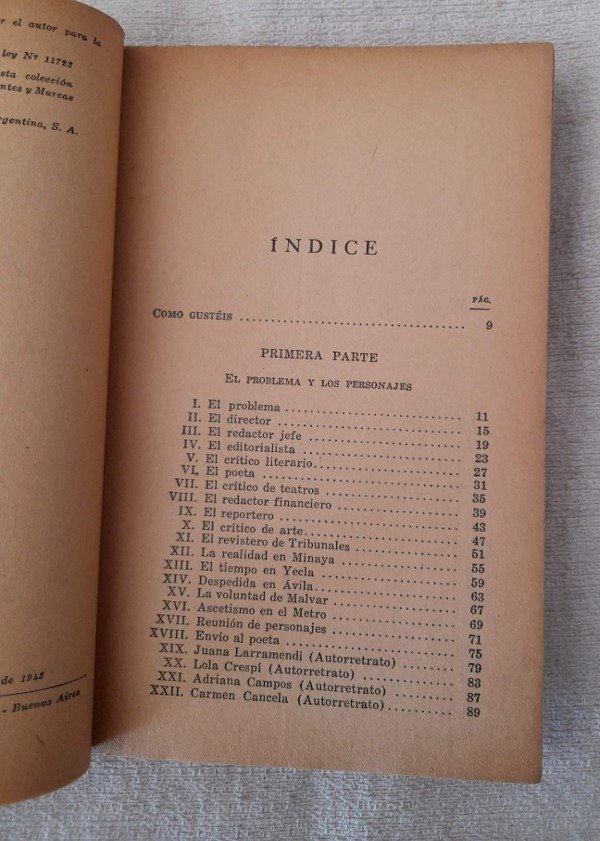 r el autor para la
ley Nº 11723
sta colección
ntes y Marcas
rgentina, S. A.
de 1943
- Buenos Aires
ÍNDICE
PÁG.
COMO GUSTÉIS ........................................ 9
PRIMERA PARTE
EL PROBLEMA Y LOS PERSONAJES
I. El problema ........................ 11
II. El director ........................ 15
III. El redactor jefe ........................ 19
IV. El editorialista ........................ 23
V. El crítico literario ........................ 27
VI. El poeta ........................ 31
VII. El crítico de teatros ........................ 35
VIII. El redactor financiero ........................ 39
IX. El reportero ........................ 43
X. El crítico de arte ........................ 47
XI. El revistero de Tribunales ........................ 51
XII. La realidad en Minaya ........................ 55
XIII. El tiempo en Yecla ........................ 59
XIV. Despedida en Ávila ........................ 63
XV. La voluntad de Malvar ........................ 67
XVI. Ascetismo en el Metro ........................ 69
XVII. Reunión de personajes ........................ 71
XVIII. Envío al poeta ........................ 75
XIX. Juana Larramendi (Autorretrato) ............ 79
XX. Lola Crespí (Autorretrato) ............ 83
XXI. Adriana Campos (Autorretrato) ............ 87
XXII. Carmen Cancela (Autorretrato) ............ 89